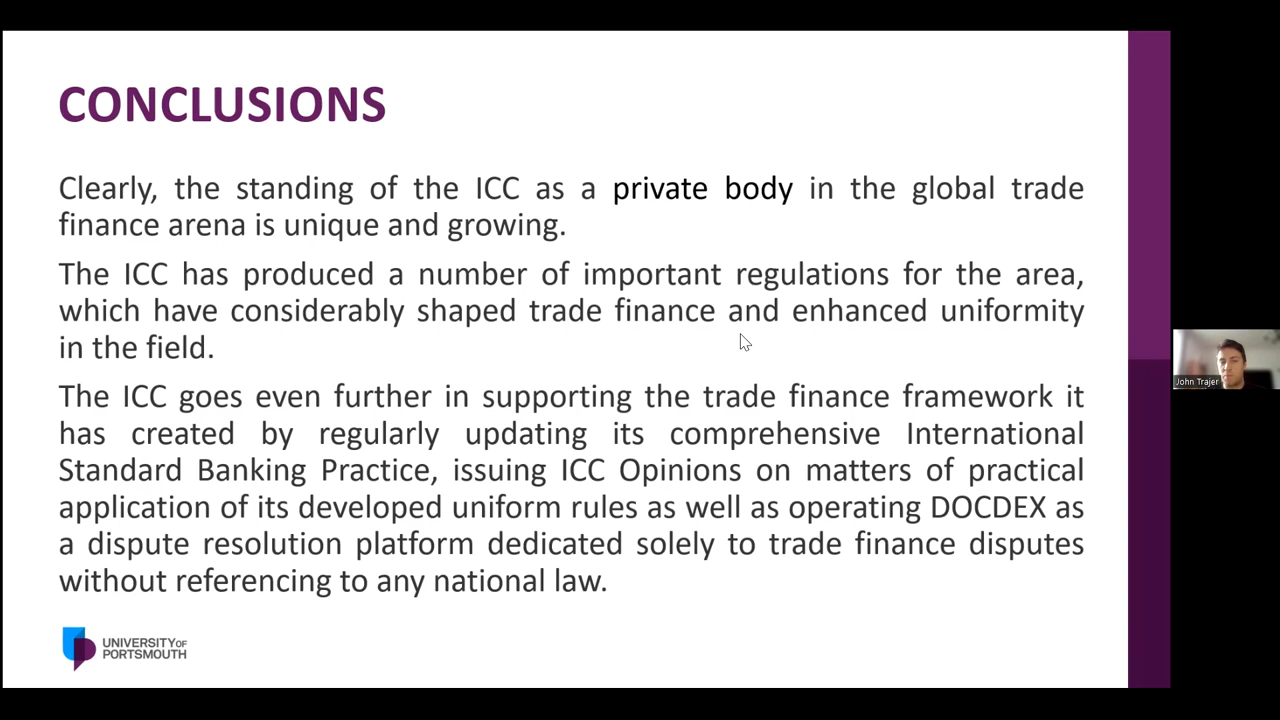 CONCLUSIONS
Clearly, the standing of the ICC as a private body in the global trade
finance arena is unique and growing.
The ICC has produced a number of important regulations for the area,
which have considerably shaped trade finance and enhanced uniformity
in the field.
The ICC goes even further in supporting the trade finance framework it
has created by regularly updating its comprehensive International
Standard Banking Practice, issuing ICC Opinions on matters of practical
application of its developed uniform rules as well as operating DOCDEX as
a dispute resolution platform dedicated solely to trade finance disputes
without referencing to any national law.
UNIVERSITY OF
PORTSMOUTH
John Trajer